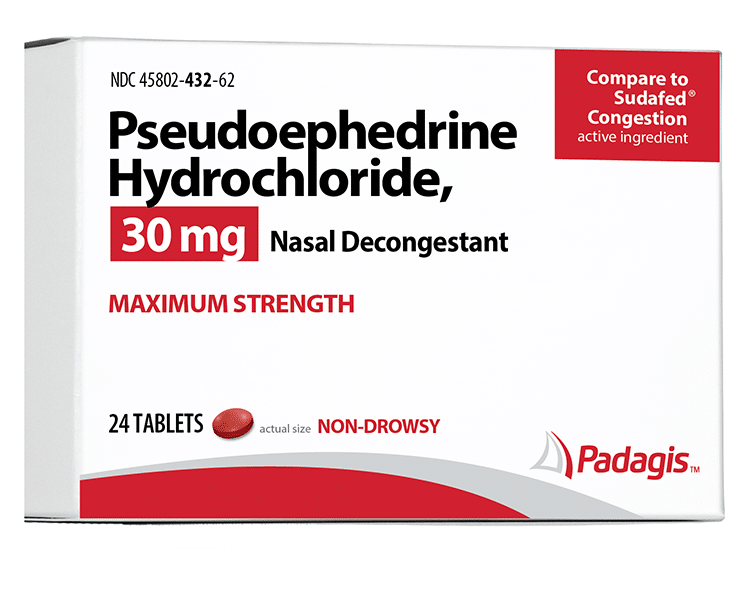 NDC 45802-432-62
Compare to
Sudafed®
Congestion
active ingredient
Pseudoephedrine
Hydrochloride,
30 mg Nasal Decongestant
MAXIMUM STRENGTH
24 TABLETS actual size NON-DROWSY
Padagis™